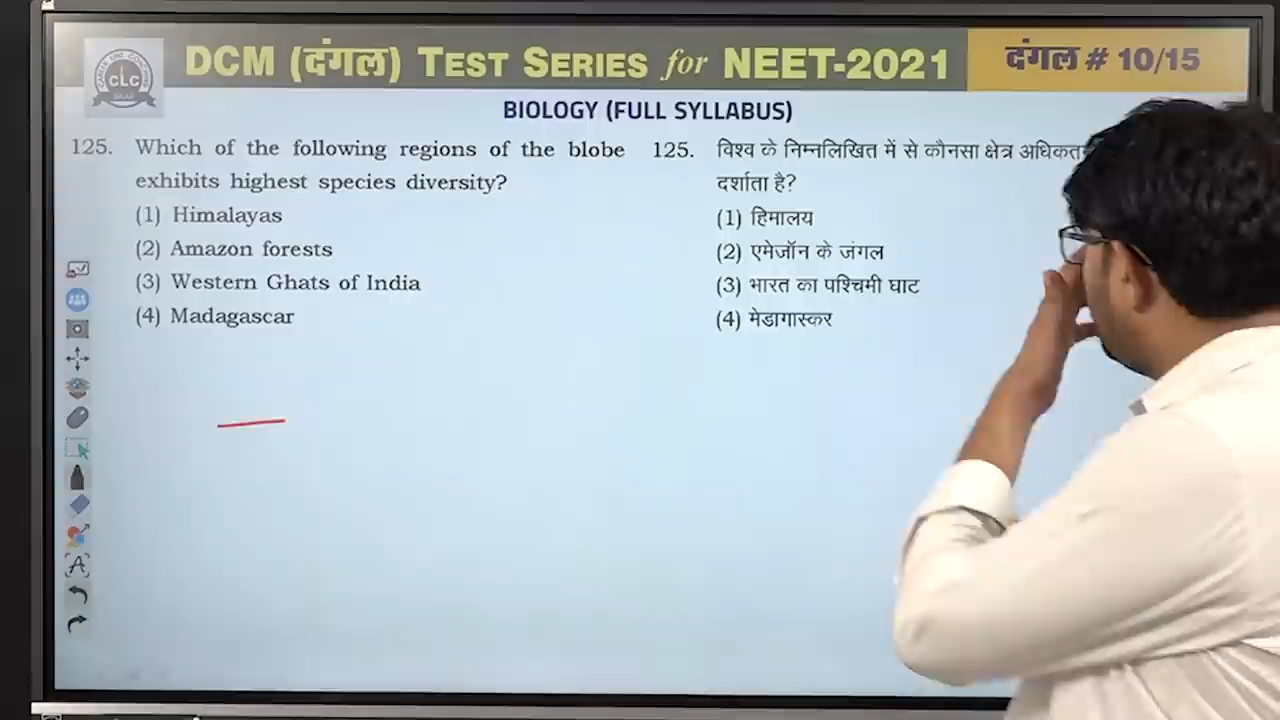 DCM (दंगल) TEST SERIES for NEET-2021
दंगल # 10/15
CLC
BIOLOGY (FULL SYLLABUS)
125. Which of the following regions of the blobe
exhibits highest species diversity?
(1) Himalayas
(2) Amazon forests
(3) Western Ghats of India
(4) Madagascar
125. विश्व के निम्नलिखित में से कौनसा क्षेत्र
दर्शाता है?
(1) हिमालय
(2) एमेजॉन के जंगल
(3) भारत का पश्चिमी घाट
(4) मेडागास्कर